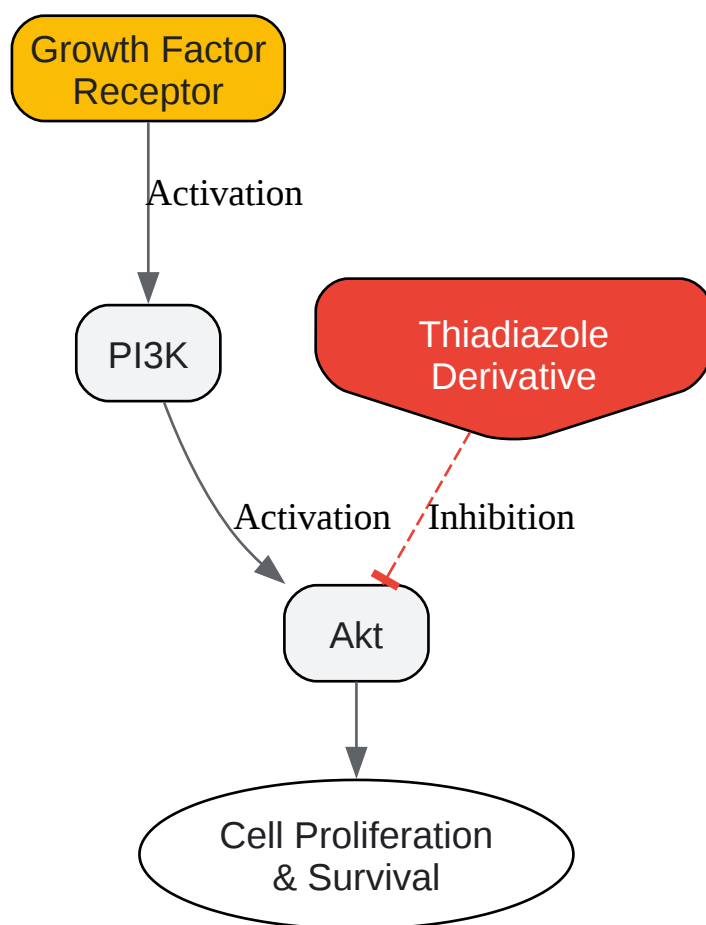 Growth Factor
Receptor
Activation
PI3K
Thiadiazole
Derivative
Activation
Inhibition
Akt
Cell Proliferation
& Survival